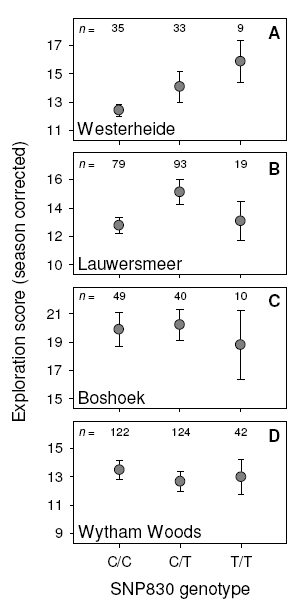 n = 35 33 9 A
17
15
13
11
Westerheide
n = 79 93 19
B
16
14
12
10
Lauwersmeer
n = 49 40 10 C
21
19
17
15
Boshoek
n = 122 124 42 D
15
13
11
9
Wytham Woods
C/C C/T T/T
SNP830 genotype
Exploration score (season corrected)